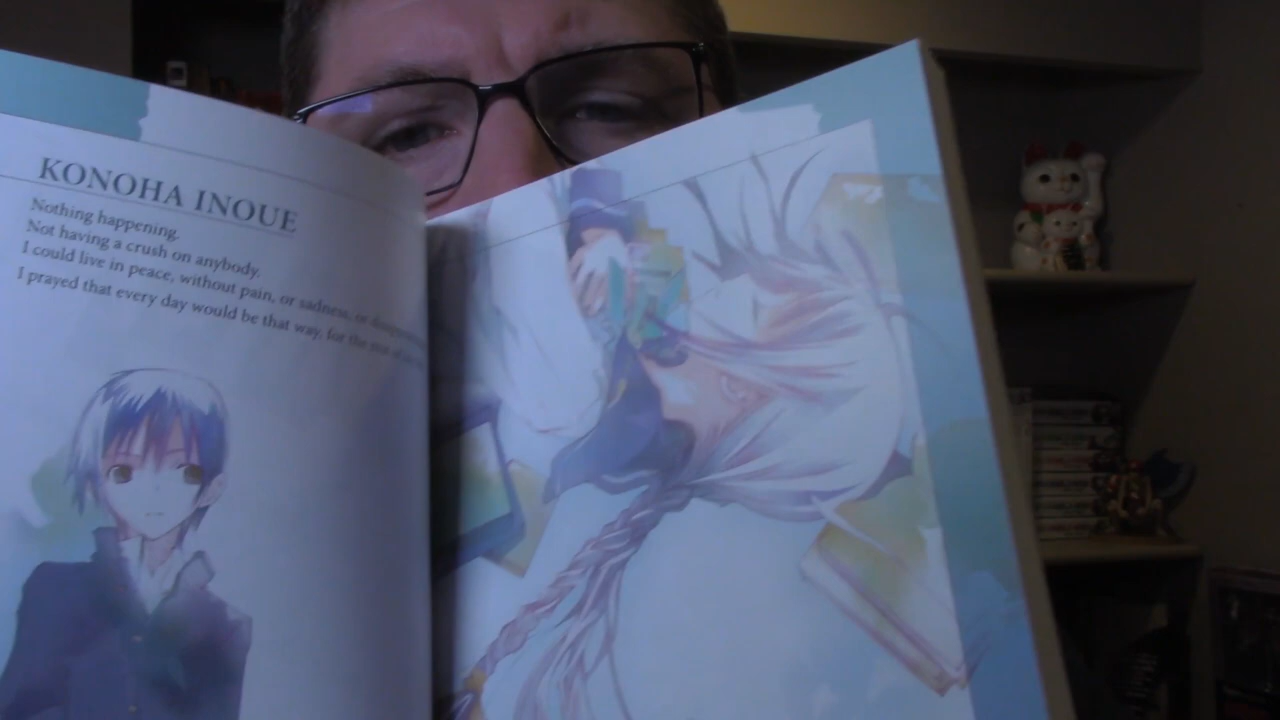 KONOHA INOUE
Nothing happening.
Not having a crush on anybody.
I could live in peace, without pain, or sadness, or
I prayed that every day would be that way, for the